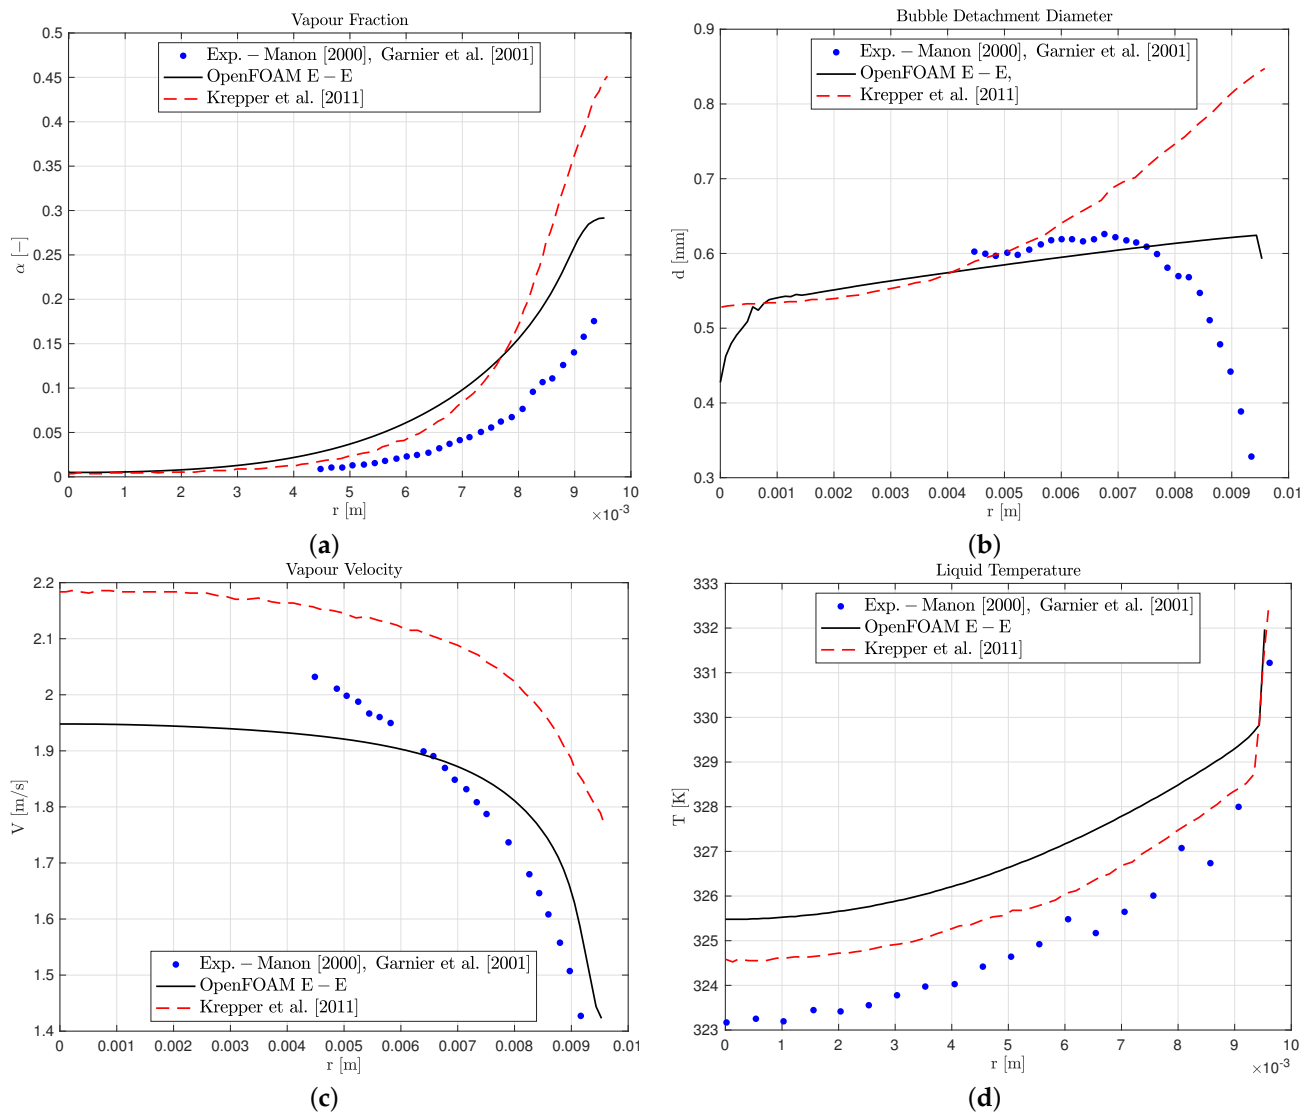 Vapour Fraction
Exp. – Manon [2000], Garnier et al. [2001]
OpenFOAM E – E
Krepper et al. [2011]
0.5
0.45
0.4
0.35
0.3
0.25
0.2
0.15
0.1
0.05
0
α [–]
0 1 2 3 4 5 6 7 8 9 10
r [m]
×10⁻³
(a)
Bubble Detachment Diameter
Exp. – Manon [2000], Garnier et al. [2001]
OpenFOAM E – E,
Krepper et al. [2011]
0.9
0.8
0.7
0.6
0.5
0.4
0.3
d [mm]
0 0.001 0.002 0.003 0.004 0.005 0.006 0.007 0.008 0.009 0.01
r [m]
(b)
Vapour Velocity
2.2
2.1
2
1.9
1.8
1.7
1.6
1.5
1.4
V [m/s]
Exp. – Manon [2000], Garnier et al. [2001]
OpenFOAM E – E
Krepper et al. [2011]
0 0.001 0.002 0.003 0.004 0.005 0.006 0.007 0.008 0.009 0.01
r [m]
(c)
Liquid Temperature
Exp. – Manon [2000], Garnier et al. [2001]
OpenFOAM E – E
Krepper et al. [2011]
333
332
331
330
329
328
327
326
325
324
323
T [K]
0 1 2 3 4 5 6 7 8 9 10
r [m]
×10⁻³
(d)